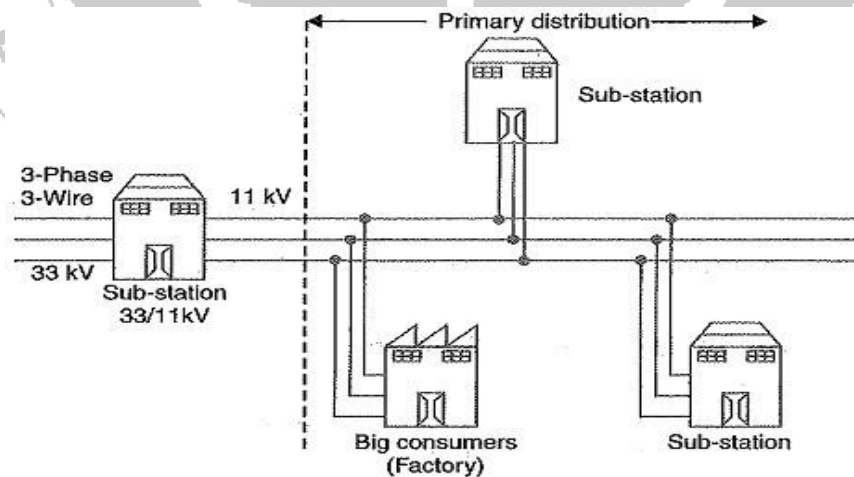 Primary distribution
Sub-station
3-Phase
3-Wire
11 kV
33 kV
Sub-station
33/11kV
Big consumers
(Factory)
Sub-station